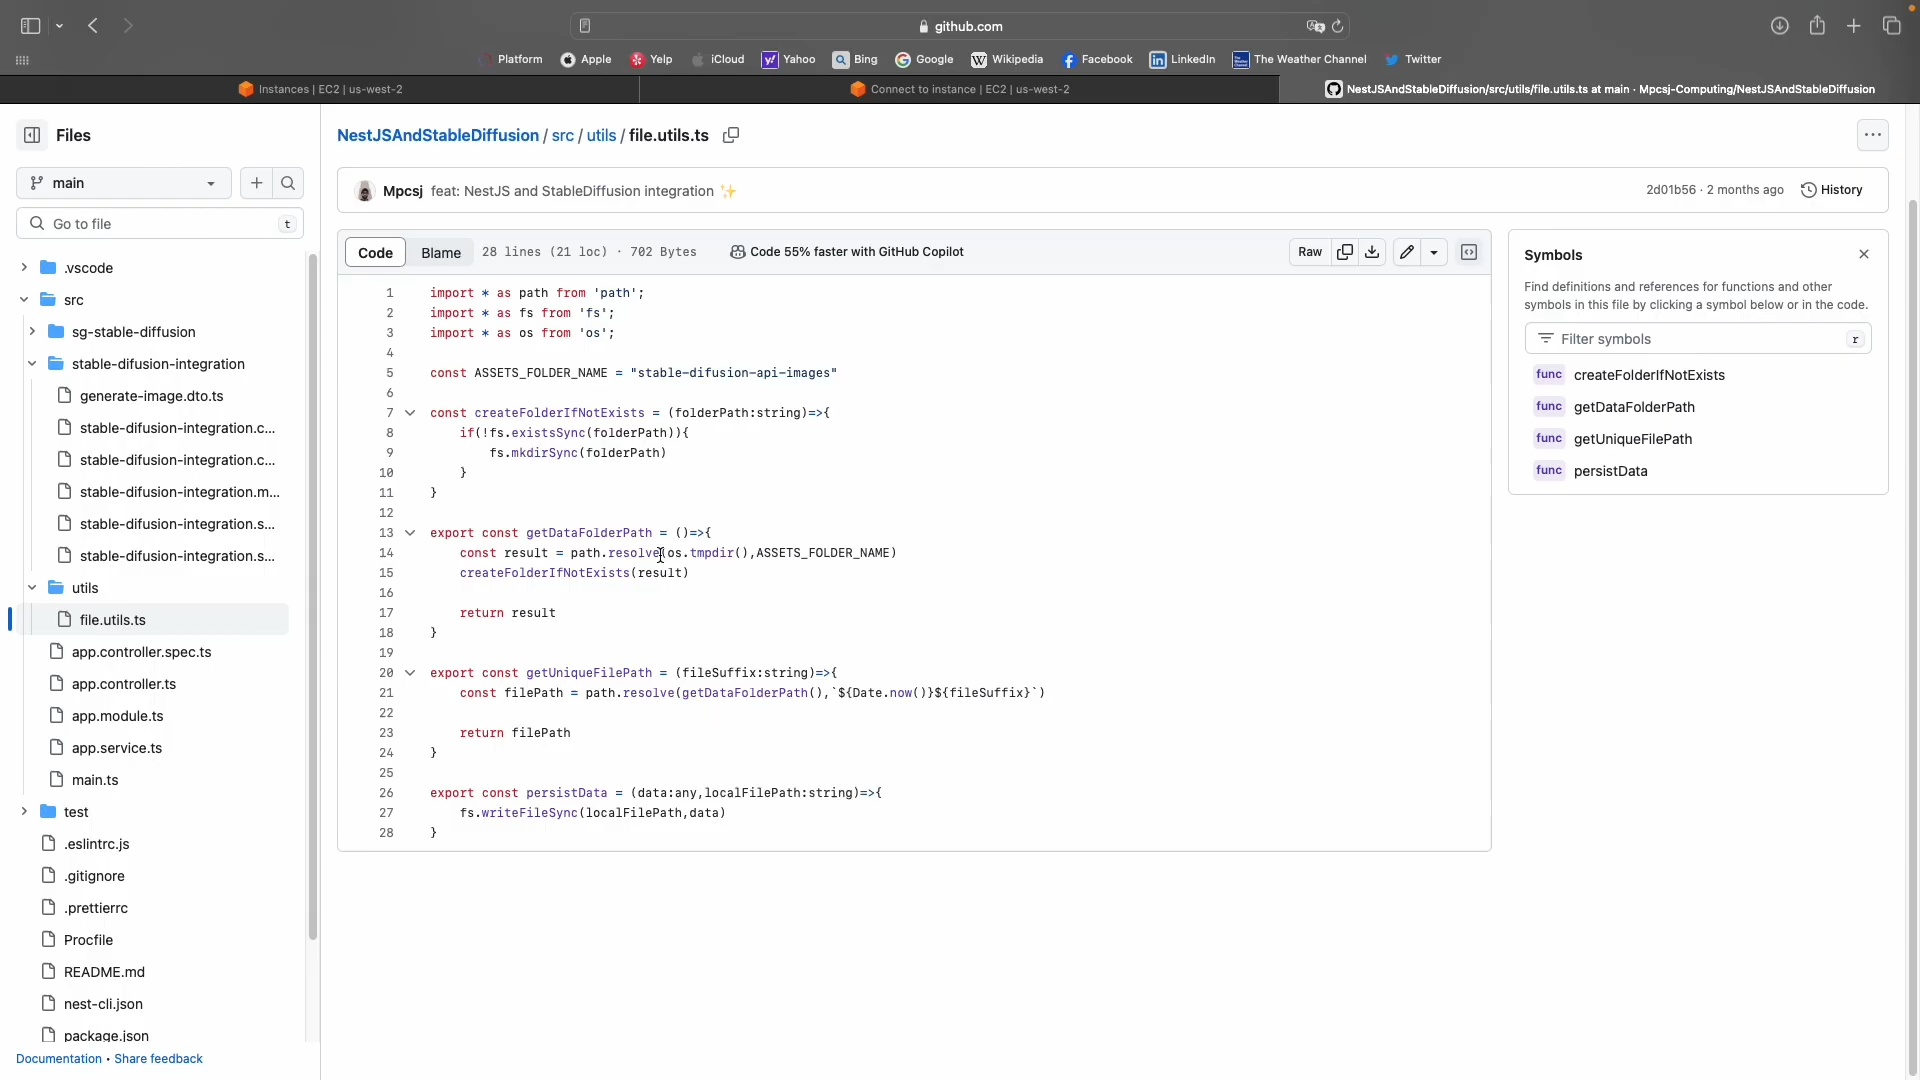 github.com
Platform Apple Yelp iCloud Yahoo Bing Google Wikipedia Facebook LinkedIn The Weather Channel Twitter
Instances | EC2 | us-west-2
Connect to instance | EC2 | us-west-2
NestJSAndStableDiffusion/src/utils/file.utils.ts at main · Mpcsj-Computing/NestJSAndStableDiffusion
Files
main
Go to file t
.vscode
src
sg-stable-diffusion
stable-difusion-integration
generate-image.dto.ts
stable-difusion-integration.c...
stable-difusion-integration.c...
stable-difusion-integration.m...
stable-difusion-integration.s...
stable-difusion-integration.s...
utils
file.utils.ts
app.controller.spec.ts
app.controller.ts
app.module.ts
app.service.ts
main.ts
test
.eslintrc.js
.gitignore
.prettierrc
Procfile
README.md
nest-cli.json
package.json
Documentation • Share feedback
NestJSAndStableDiffusion / src / utils / file.utils.ts
Mpcsj feat: NestJS and StableDiffusion integration ✨ 2d01b56 · 2 months ago History
Code Blame 28 lines (21 loc) · 702 Bytes Code 55% faster with GitHub Copilot Raw
1 import * as path from 'path';
2 import * as fs from 'fs';
3 import * as os from 'os';
4
5 const ASSETS_FOLDER_NAME = "stable-difusion-api-images"
6
7 const createFolderIfNotExists = (folderPath:string)=>{
8 if(!fs.existsSync(folderPath)){
9 fs.mkdirSync(folderPath)
10 }
11 }
12
13 export const getDataFolderPath = ()=>{
14 const result = path.resolve(os.tmpdir(),ASSETS_FOLDER_NAME)
15 createFolderIfNotExists(result)
16
17 return result
18 }
19
20 export const getUniqueFilePath = (fileSuffix:string)=>{
21 const filePath = path.resolve(getDataFolderPath(),`${Date.now()}${fileSuffix}`)
22
23 return filePath
24 }
25
26 export const persistData = (data:any,localFilePath:string)=>{
27 fs.writeFileSync(localFilePath,data)
28 }
Symbols
Find definitions and references for functions and other
symbols in this file by clicking a symbol below or in the code.
Filter symbols r
func createFolderIfNotExists
func getDataFolderPath
func getUniqueFilePath
func persistData